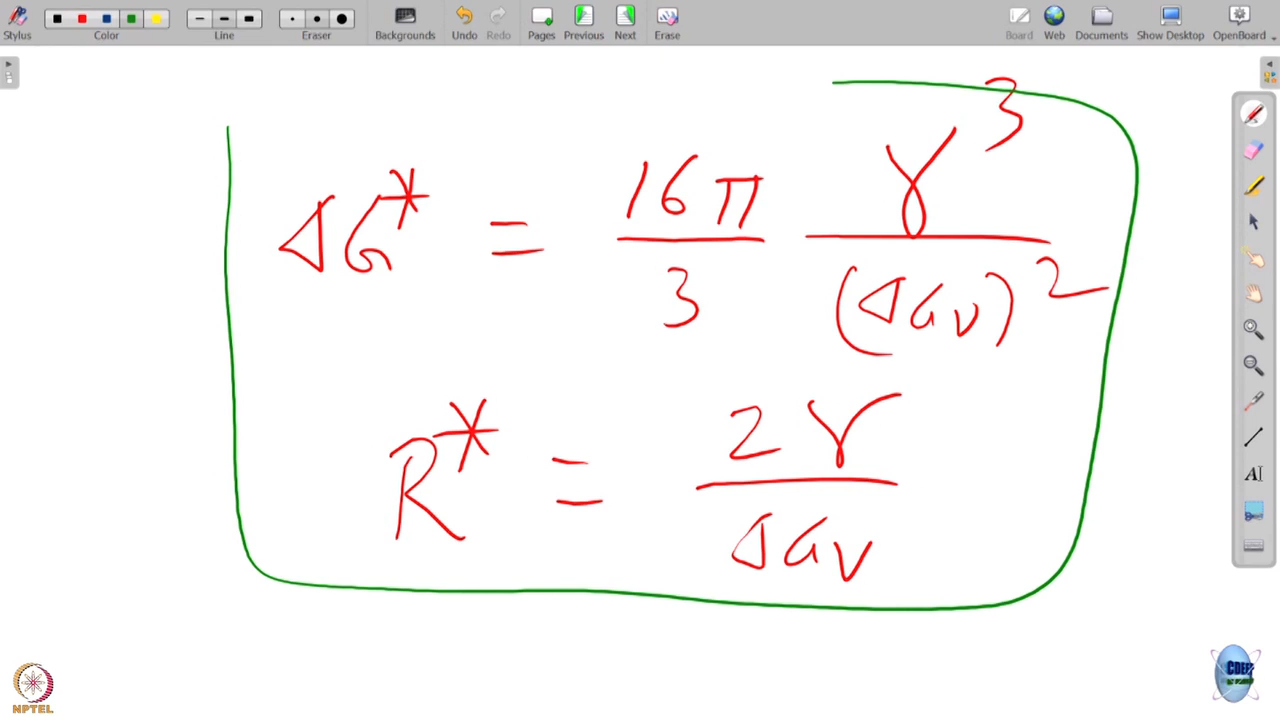 Stylus Color Line Eraser Backgrounds Undo Redo Pages Previous Next Erase Board Web Documents Show Desktop OpenBoard
ΔG* = 16π/3 γ³/(ΔGv)²
R* = 2γ/ΔGv
NPTEL